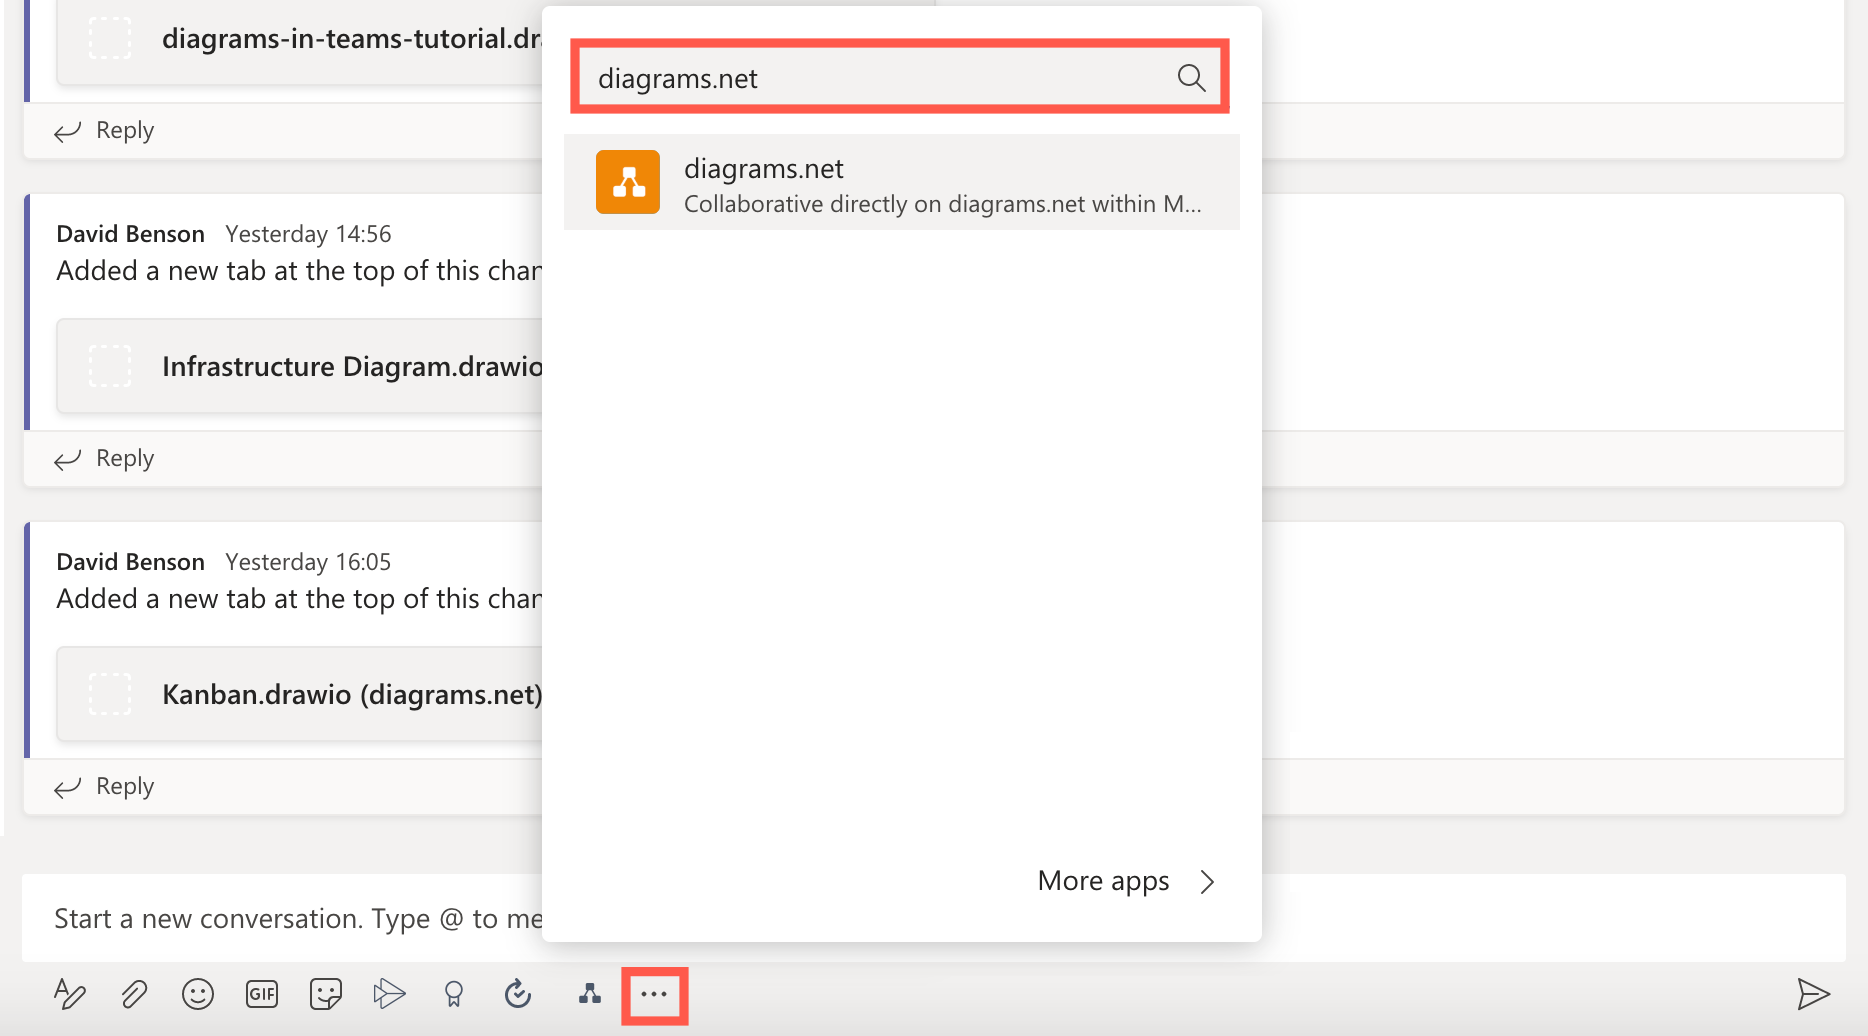 diagrams-in-teams-tutorial.dra
Reply
David Benson Yesterday 14:56
Added a new tab at the top of this chan
Infrastructure Diagram.drawio
Reply
David Benson Yesterday 16:05
Added a new tab at the top of this chan
Kanban.drawio (diagrams.net)
Reply
Start a new conversation. Type @ to me
GIF
diagrams.net
diagrams.net
Collaborative directly on diagrams.net within M...
More apps